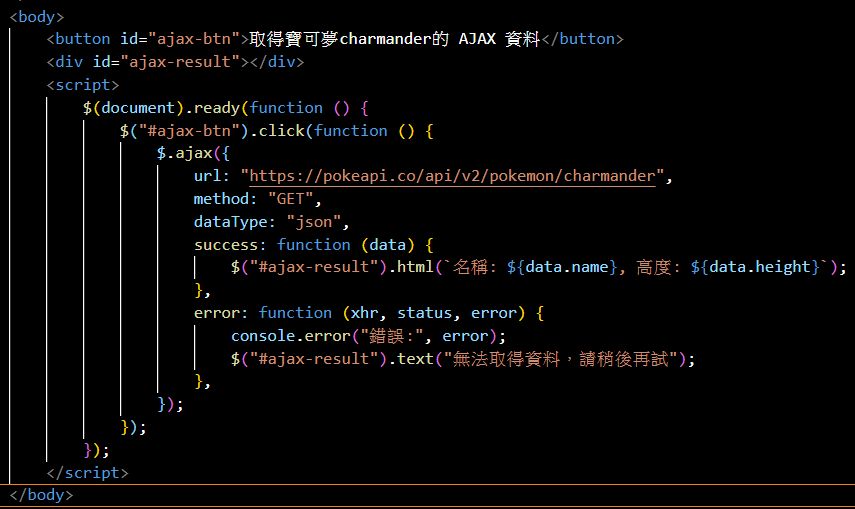 <body>
<button id="ajax-btn">取得寶可夢charmander的 AJAX 資料</button>
<div id="ajax-result"></div>
<script>
$(document).ready(function () {
$("#ajax-btn").click(function () {
$.ajax({
url: "https://pokeapi.co/api/v2/pokemon/charmander",
method: "GET",
dataType: "json",
success: function (data) {
$("#ajax-result").html(`名稱: ${data.name}, 高度: ${data.height}`);
},
error: function (xhr, status, error) {
console.error("錯誤:", error);
$("#ajax-result").text("無法取得資料，請稍後再試");
},
});
});
});
</script>
</body>